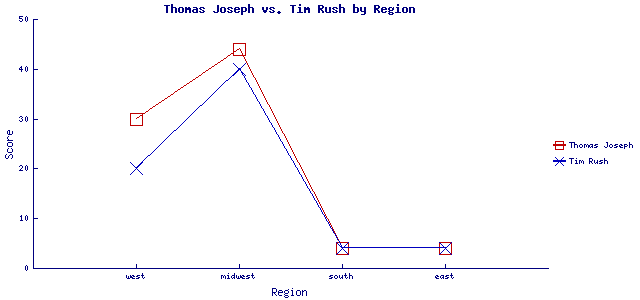 Thomas Joseph vs. Tim Rush by Region
50
40
30
20
10
0
Score
west midwest south east
Region
Thomas Joseph
Tim Rush